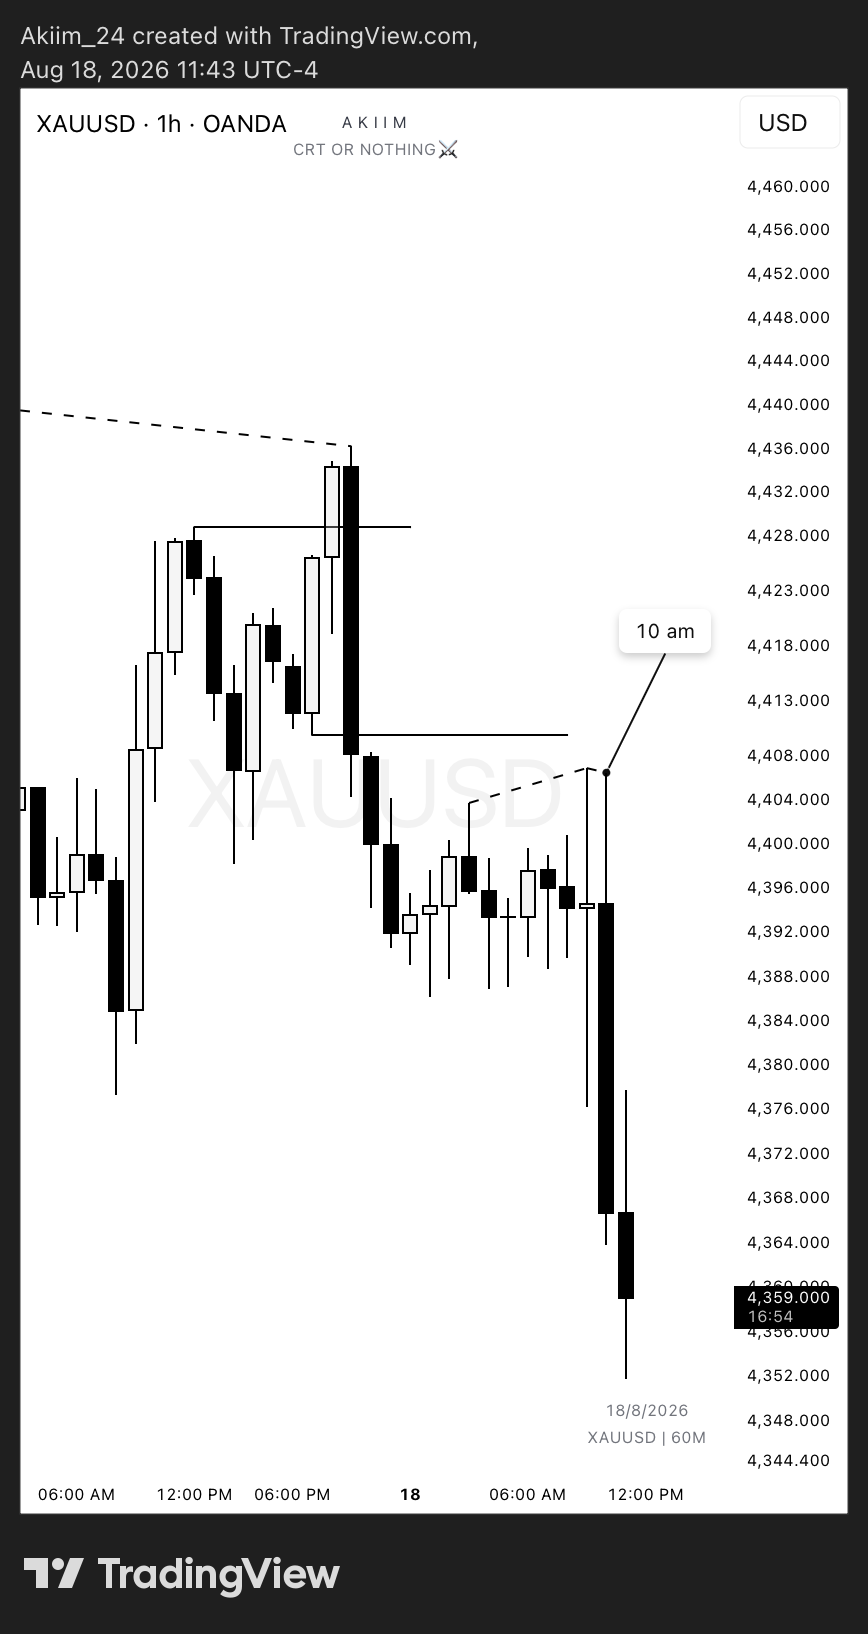 Akiim_24 created with TradingView.com,
Aug 18, 2026 11:43 UTC-4
XAUUSD · 1h · OANDA
AKIIM
CRT OR NOTHING⚔
USD
4,460.000
4,456.000
4,452.000
4,448.000
4,444.000
4,440.000
4,436.000
4,432.000
4,428.000
4,423.000
10 am
4,418.000
4,413.000
4,408.000
XAUUSD
4,404.000
4,400.000
4,396.000
4,392.000
4,388.000
4,384.000
4,380.000
4,376.000
4,372.000
4,368.000
4,364.000
4,360.000
4,359.000
16:54
4,356.000
4,352.000
18/8/2026
4,348.000
XAUUSD | 60M
4,344.400
06:00 AM 12:00 PM 06:00 PM 18 06:00 AM 12:00 PM
TradingView